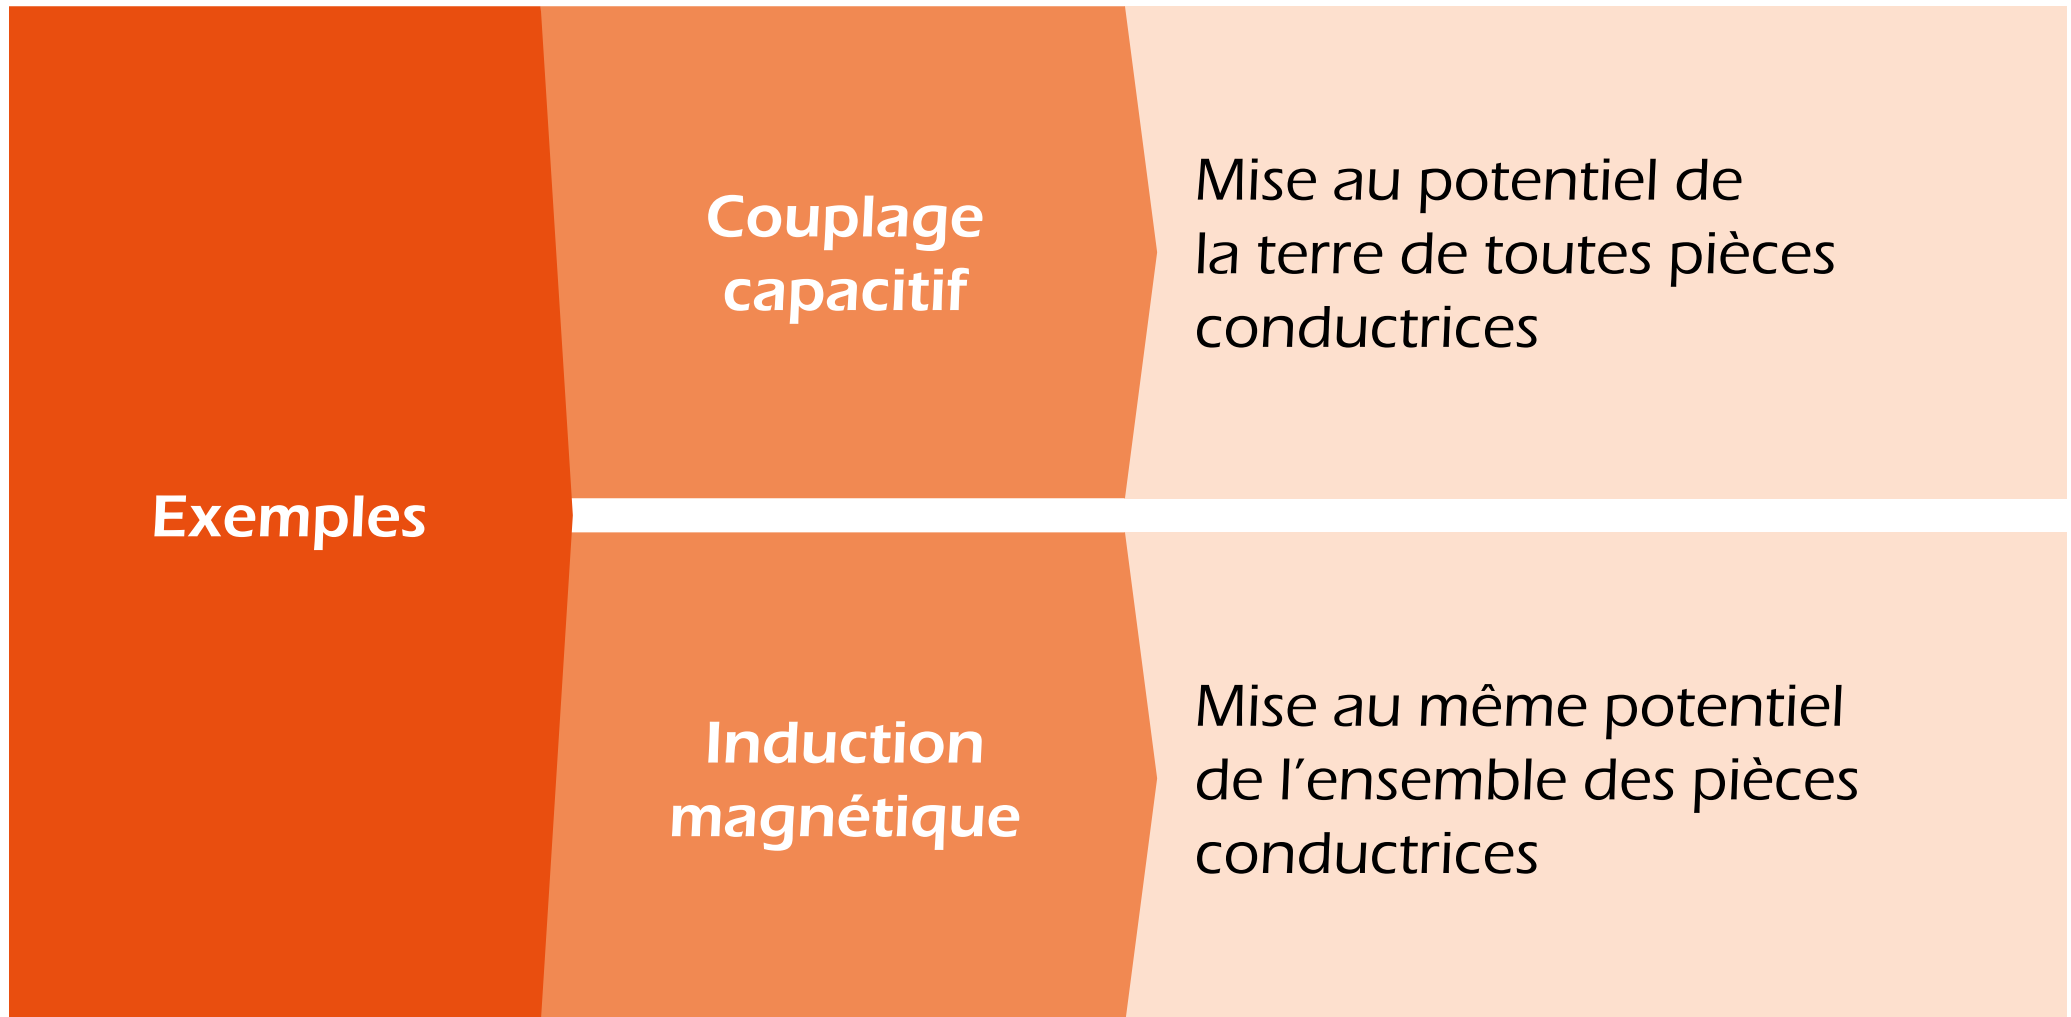 Exemples
Couplage
capacitif
Mise au potentiel de
la terre de toutes pièces
conductrices
Induction
magnétique
Mise au même potentiel
de l’ensemble des pièces
conductrices